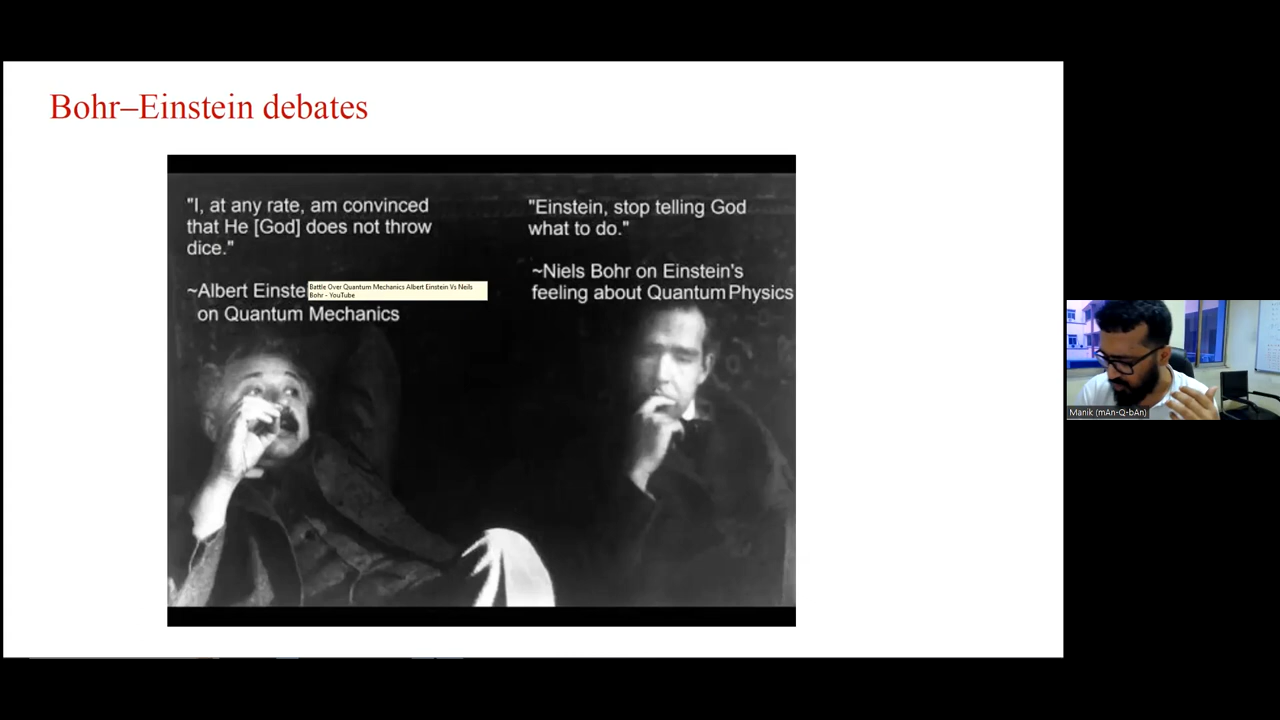 Bohr–Einstein debates
"I, at any rate, am convinced
that He [God] does not throw
dice."
~Albert Einste
on Quantum Mechanics
Battle Over Quantum Mechanics Albert Einstein Vs Neils
Bohr - YouTube
"Einstein, stop telling God
what to do."
~Niels Bohr on Einstein's
feeling about Quantum Physics
Manik (mAn-Q-bAn)